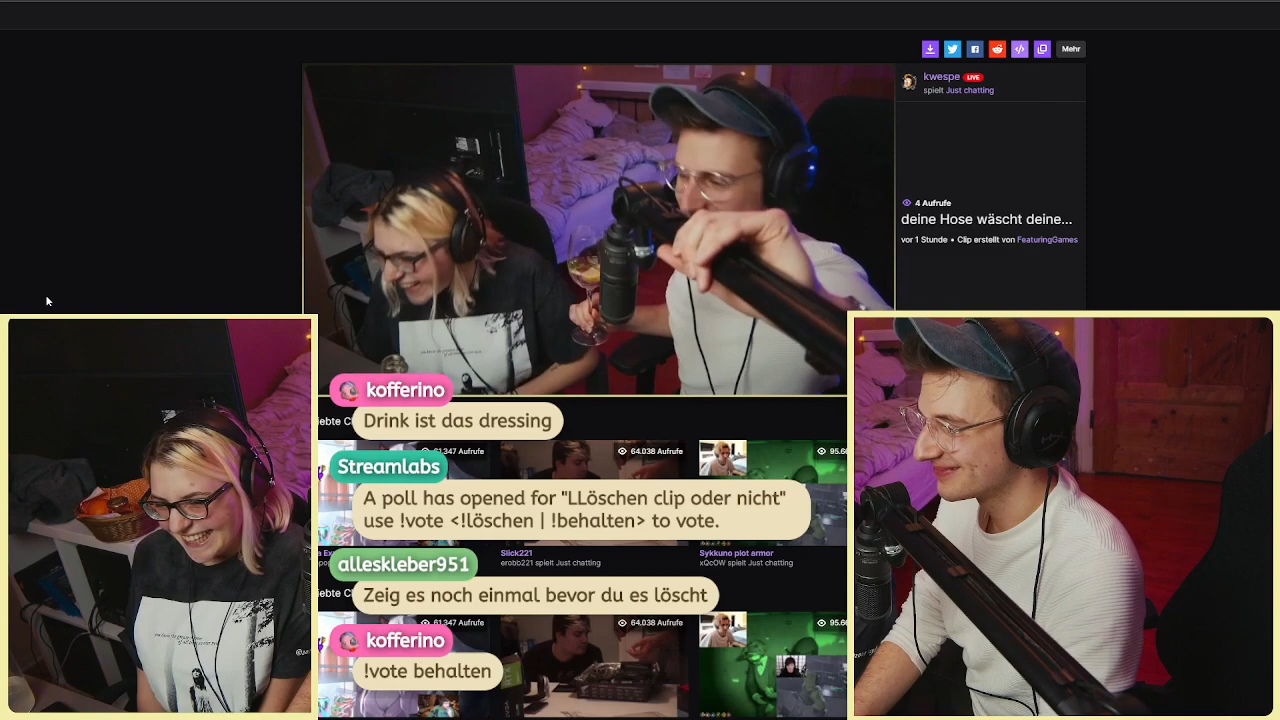 Mehr
kwespe LIVE
spielt Just chatting
4 Aufrufe
deine Hose wäscht deine...
vor 1 Stunde • Clip erstellt von FeaturingGames
kofferino
Drink ist das dressing
61.347 Aufrufe
64.038 Aufrufe
Streamlabs
A poll has opened for "LLöschen clip oder nicht"
use !vote <!löschen | !behalten> to vote.
Slick221
erobb221 spielt Just chatting
Sykkuno plot armor
xQcOW spielt Just chatting
alleskleber951
Zeig es noch einmal bevor du es löscht
61.347 Aufrufe
64.038 Aufrufe
kofferino
!vote behalten